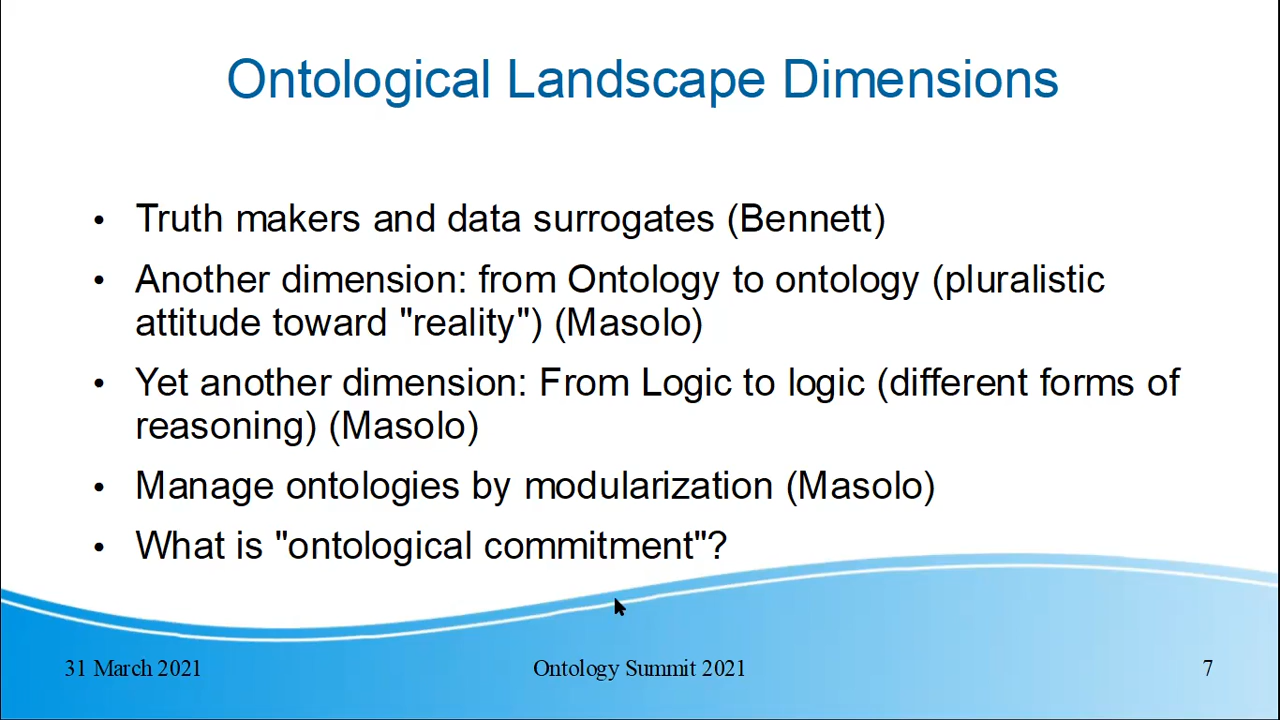 Ontological Landscape Dimensions
• Truth makers and data surrogates (Bennett)
• Another dimension: from Ontology to ontology (pluralistic
attitude toward "reality") (Masolo)
• Yet another dimension: From Logic to logic (different forms of
reasoning) (Masolo)
• Manage ontologies by modularization (Masolo)
• What is "ontological commitment"?
31 March 2021
Ontology Summit 2021
7